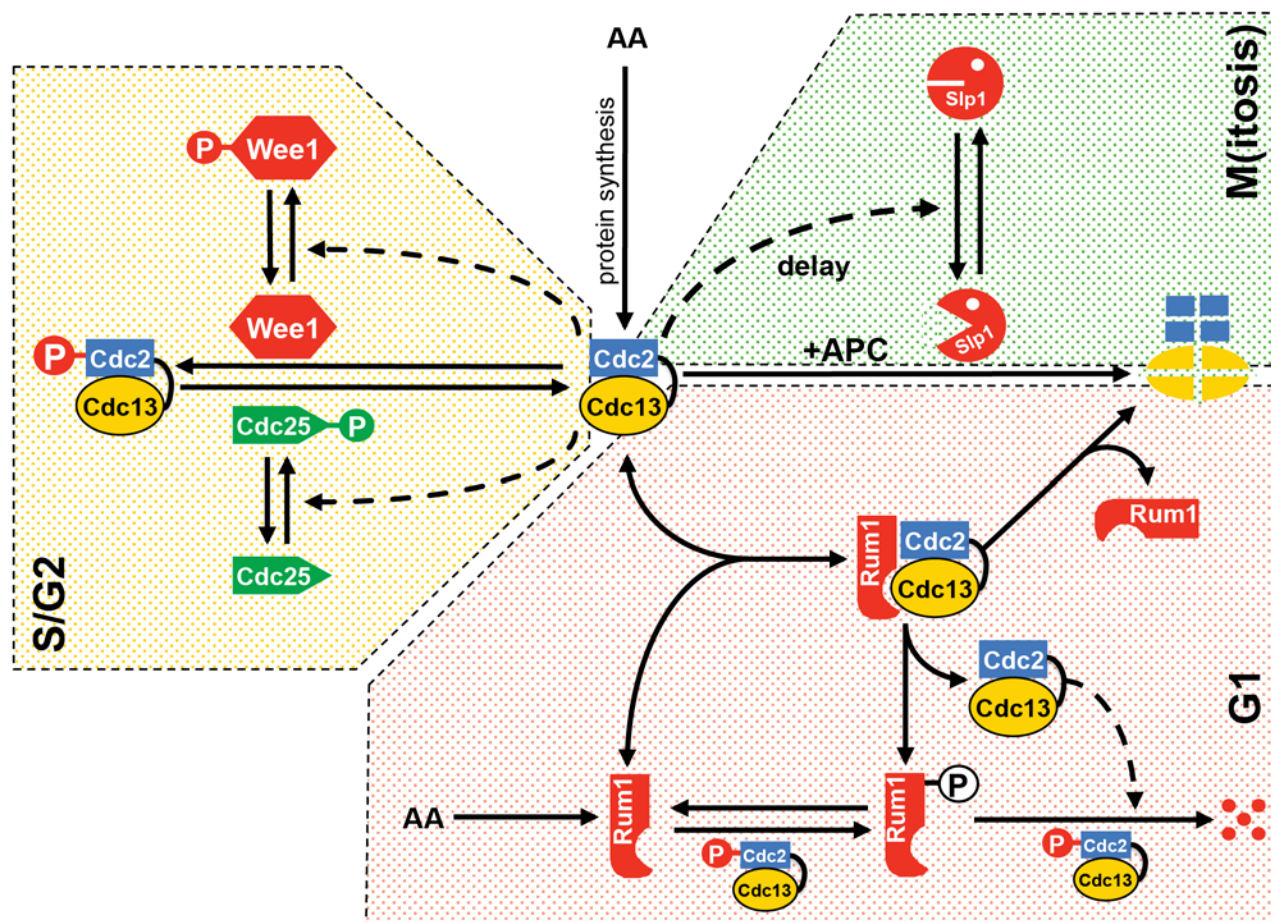 AA
protein synthesis
M(itosis)
Slp1
delay
Slp1
+APC
P
Wee1
Wee1
P
Cdc2
Cdc13
Cdc2
Cdc13
Cdc25
P
Cdc25
S/G2
Rum1
Cdc2
Cdc13
Rum1
Cdc2
Cdc13
G1
AA
Rum1
Rum1
P
P
Cdc2
Cdc13
P
Cdc2
Cdc13